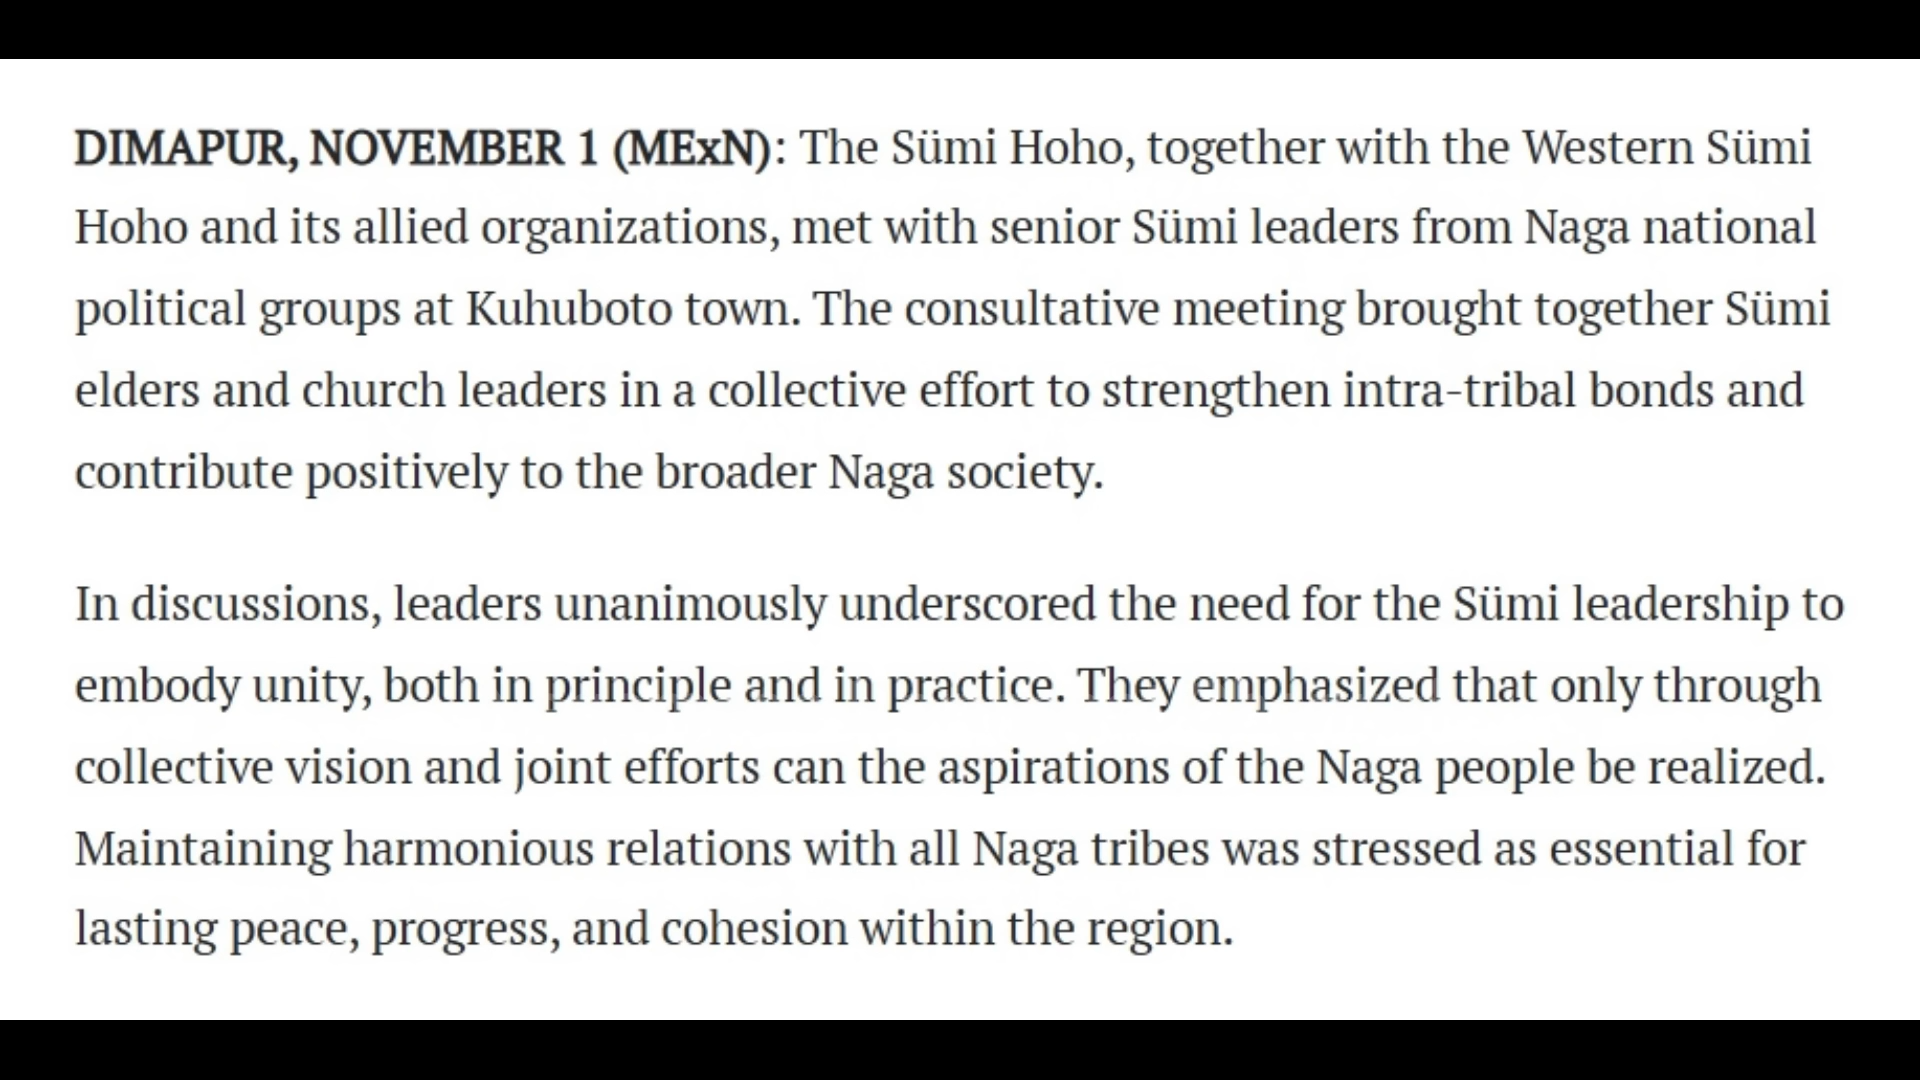 DIMAPUR, NOVEMBER 1 (MExN): The Sümi Hoho, together with the Western Sümi
Hoho and its allied organizations, met with senior Sümi leaders from Naga national
political groups at Kuhuboto town. The consultative meeting brought together Sümi
elders and church leaders in a collective effort to strengthen intra-tribal bonds and
contribute positively to the broader Naga society.
In discussions, leaders unanimously underscored the need for the Sümi leadership to
embody unity, both in principle and in practice. They emphasized that only through
collective vision and joint efforts can the aspirations of the Naga people be realized.
Maintaining harmonious relations with all Naga tribes was stressed as essential for
lasting peace, progress, and cohesion within the region.